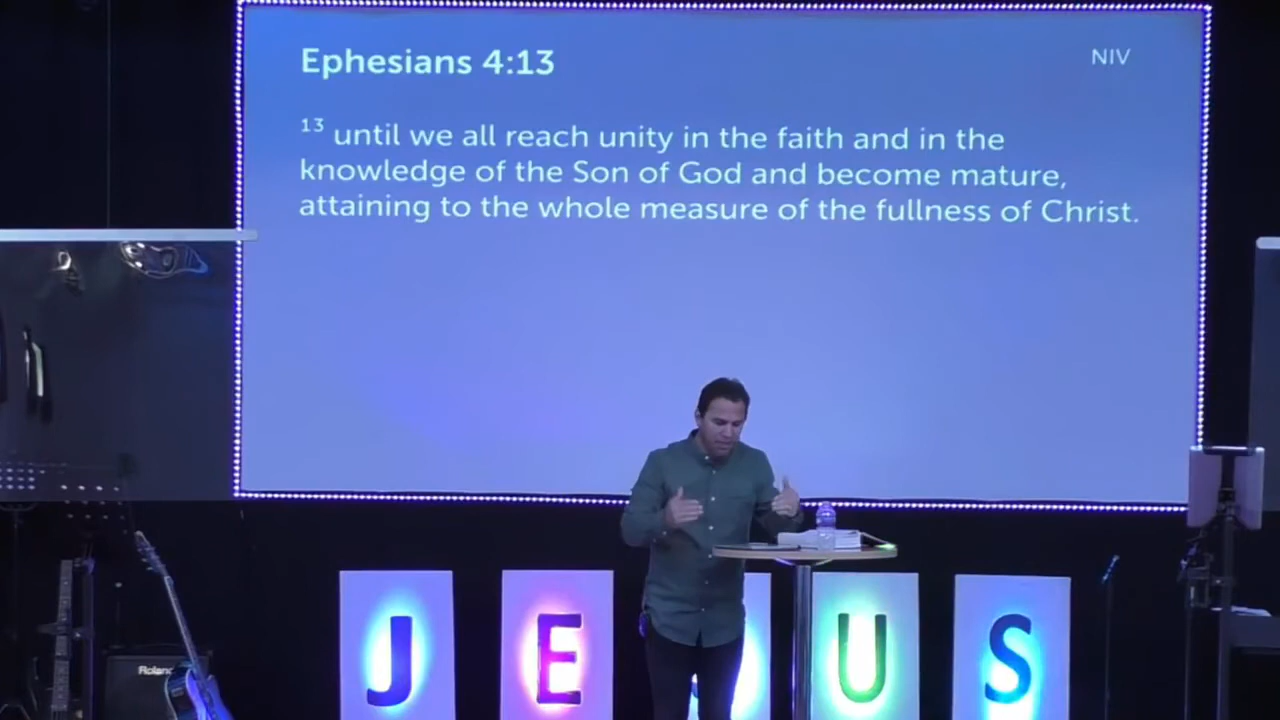 Ephesians 4:13
NIV
13 until we all reach unity in the faith and in the
knowledge of the Son of God and become mature,
attaining to the whole measure of the fullness of Christ.
Roland
J E U S